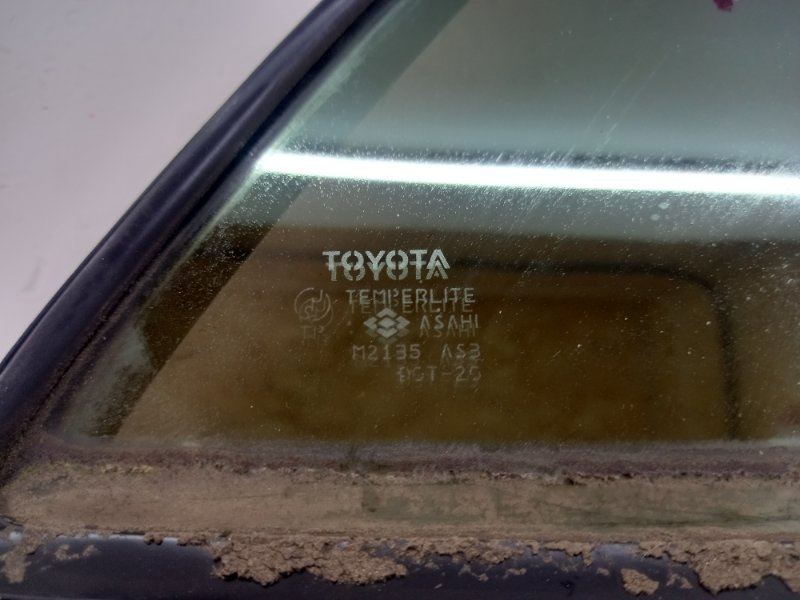 TOYOTA
TEMPERLITE
ASAHI
M2135 AS3
DOT-20